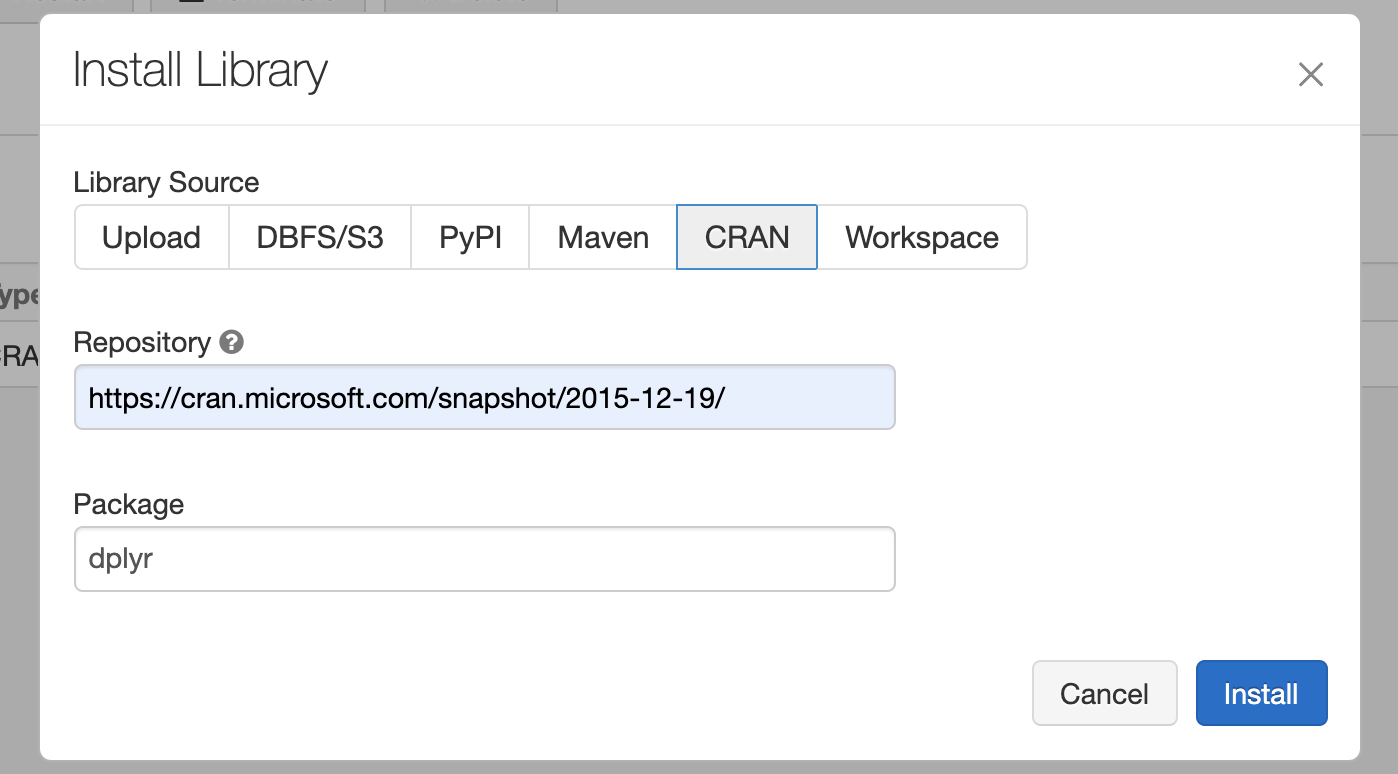 Install Library
Library Source
Upload DBFS/S3 PyPI Maven CRAN Workspace
Repository ?
https://cran.microsoft.com/snapshot/2015-12-19/
Package
dplyr
Cancel Install